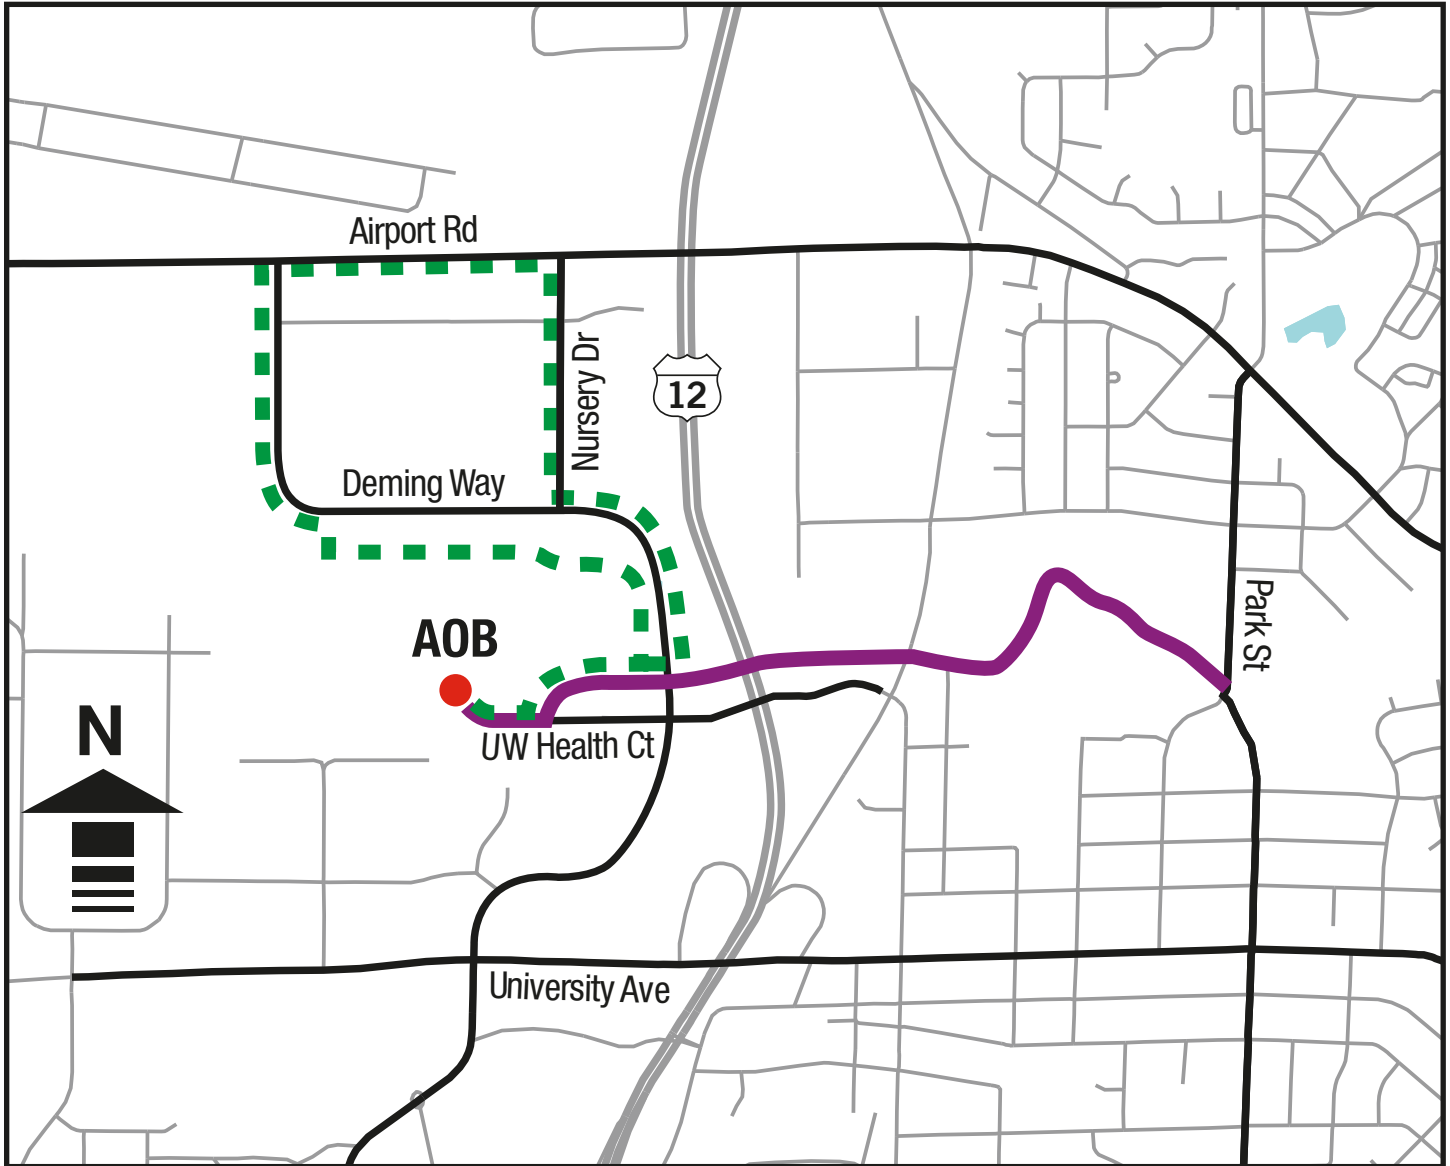 Airport Rd
Nursery Dr
12
Deming Way
Park St
AOB
N
UW Health Ct
University Ave